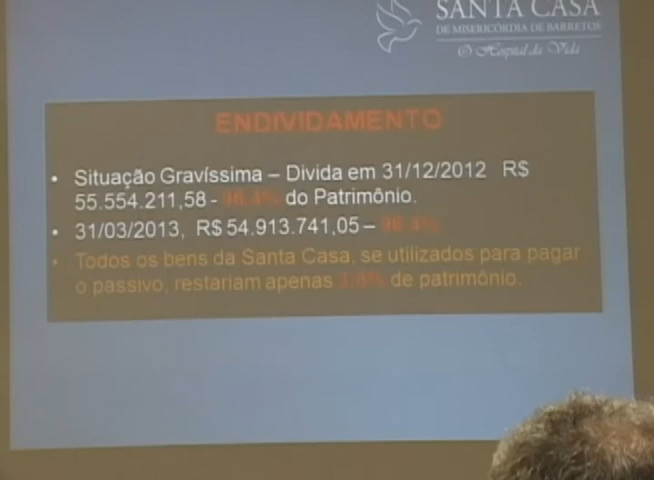 SANTA CASA
DE MISERICÓRDIA DE BARRETOS
O Hospital da Vida
ENDIVIDAMENTO
• Situação Gravíssima – Divida em 31/12/2012 R$
55.554.211,58 - do Patrimônio.
• 31/03/2013, R$ 54.913.741,05 –
• Todos os bens da Santa Casa, se utilizados para pagar
o passivo, restariam apenas de patrimônio.